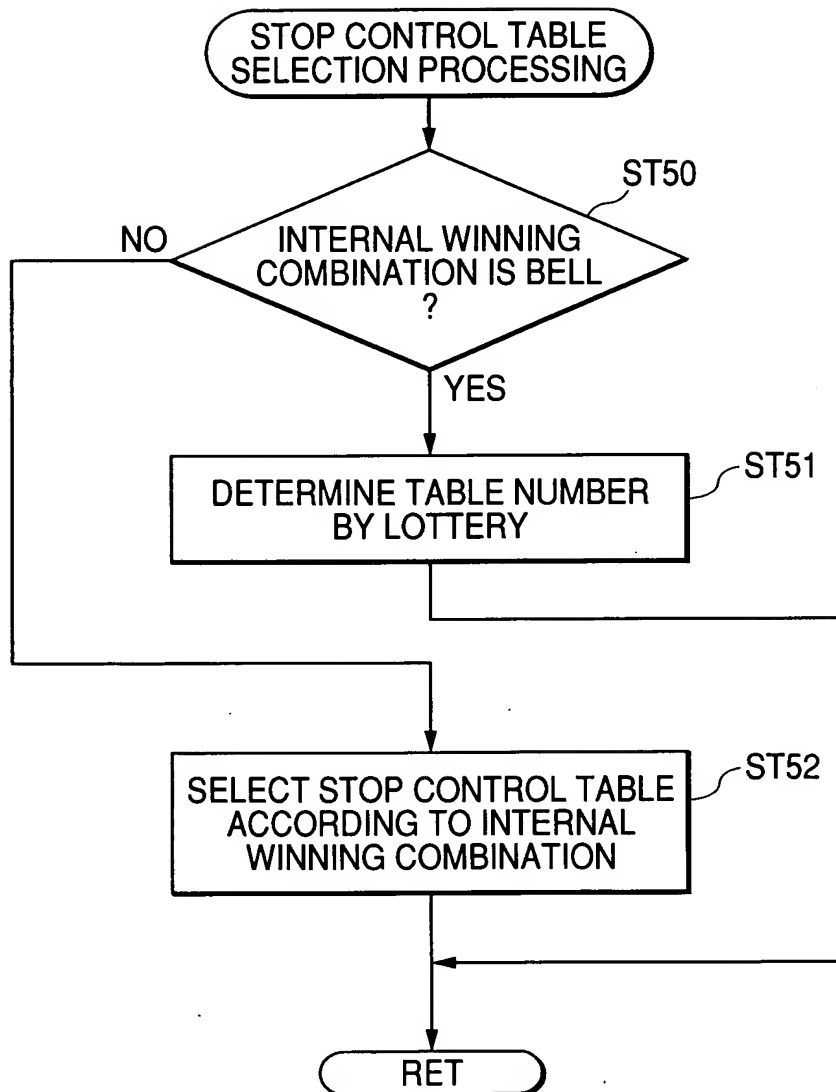 STOP CONTROL TABLE
SELECTION PROCESSING
ST50
NO
INTERNAL WINNING
COMBINATION IS BELL
?
YES
ST51
DETERMINE TABLE NUMBER
BY LOTTERY
ST52
SELECT STOP CONTROL TABLE
ACCORDING TO INTERNAL
WINNING COMBINATION
RET